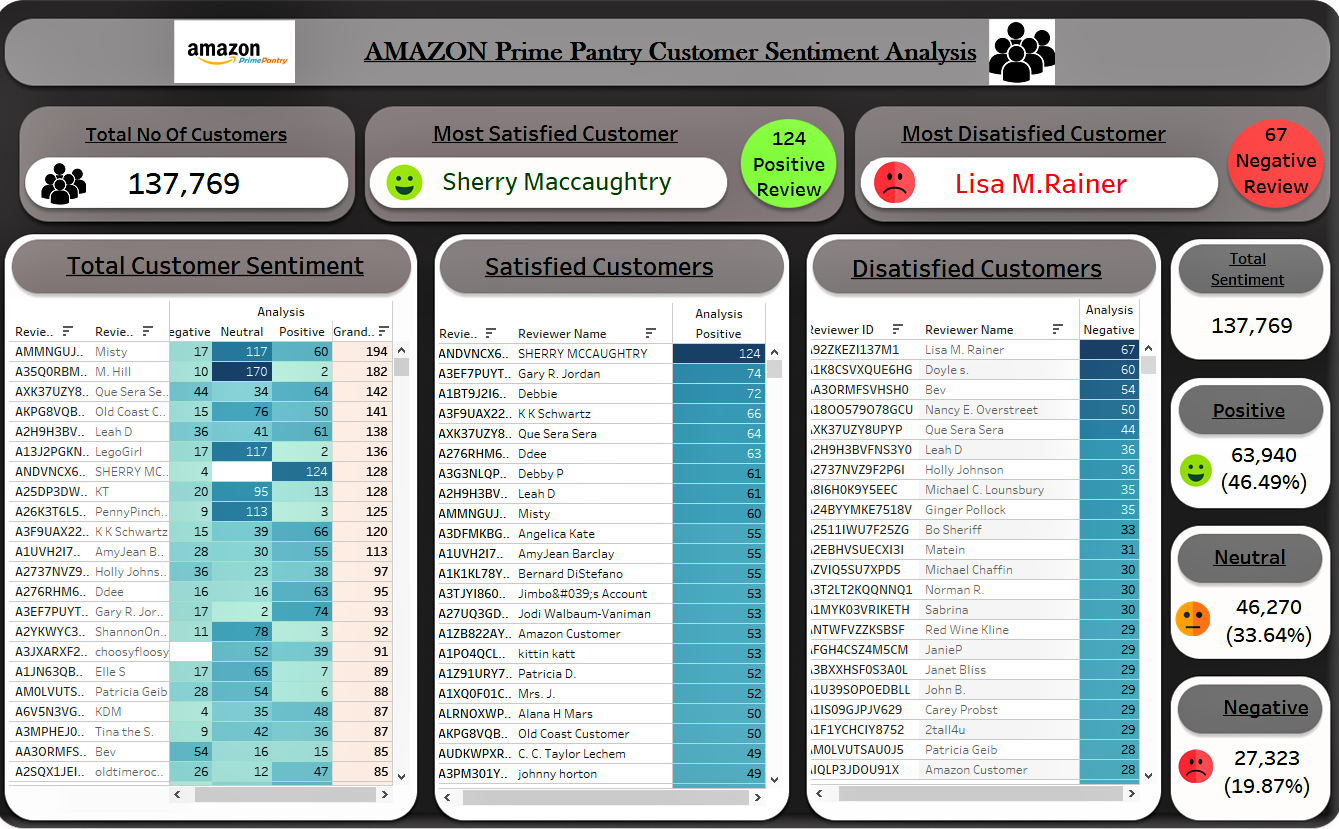 amazon
PrimePantry
AMAZON Prime Pantry Customer Sentiment Analysis
Total No Of Customers
137,769
Most Satisfied Customer
Sherry Maccaughtry
124
Positive
Review
Most Disatisfied Customer
Lisa M.Rainer
67
Negative
Review
Total Customer Sentiment
Analysis
Revie.. Revie.. egative Neutral Positive Grand..
AMMNGUJ.. Misty 17 117 60 194
A35Q0RBM.. M. Hill 10 170 2 182
AXK37UZY8.. Que Sera Se.. 44 34 64 142
AKPG8VQB.. Old Coast C.. 15 76 50 141
A2H9H3BV.. Leah D 36 41 61 138
A13J2PGKN.. LegoGirl 17 117 2 136
ANDVNCX6.. SHERRY MC.. 4 124 128
A25DP3DW.. KT 20 95 13 128
A26K3T6L5.. PennyPinch.. 9 113 3 125
A3F9UAX22.. K K Schwartz 15 39 66 120
A1UVH2I7.. AmyJean B.. 28 30 55 113
A2737NVZ9.. Holly Johns.. 36 23 38 97
A276RHM6.. Ddee 16 16 63 95
A3EF7PUYT.. Gary R. Jor.. 17 2 74 93
A2YKWYC3.. ShannonOn.. 11 78 3 92
A3JXARXF2.. choosyfloosy 52 39 91
A1JN63QB.. Elle S 17 65 7 89
AM0LVUTS.. Patricia Geib 28 54 6 88
A6V5N3VG.. KDM 4 35 48 87
A3MPHEJ0.. Tina the S. 9 42 36 87
AA3ORMFS.. Bev 54 16 15 85
A2SQX1JEI.. oldtimeroc.. 26 12 47 85
Satisfied Customers
Analysis
Revie.. Reviewer Name Positive
ANDVNCX6.. SHERRY MCCAUGHTRY 124
A3EF7PUYT.. Gary R. Jordan 74
A1BT9J2I6.. Debbie 72
A3F9UAX22.. K K Schwartz 66
AXK37UZY8.. Que Sera Sera 64
A276RHM6.. Ddee 63
A3G3NLQP.. Debby P 61
A2H9H3BV.. Leah D 61
AMMNGUJ.. Misty 60
A3DFMKBG.. Angelica Kate 55
A1UVH2I7.. AmyJean Barclay 55
A1K1KL78Y.. Bernard DiStefano 55
A3TJYI860.. Jimbo&#039;s Account 53
A27UQ3GD.. Jodi Walbaum-Vaniman 53
A1ZB822AY.. Amazon Customer 53
A1PO4QCL.. kittin katt 53
A1Z91URY7.. Patricia D. 52
A1XQ0F01C.. Mrs. J. 52
ALRNOXWP.. Alana H Mars 50
AKPG8VQB.. Old Coast Customer 50
AUDKWPXR.. C. C. Taylor Lechem 49
A3PM301Y.. johnny horton 49
Disatisfied Customers
Analysis
Reviewer ID Reviewer Name Negative
A92ZKEZI137M1 Lisa M. Rainer 67
A1K8CSVXQUE6HG Doyle s. 60
AA3ORMFSVHSH0 Bev 54
A18OO579O78GCU Nancy E. Overstreet 50
AXK37UZY8UPYP Que Sera Sera 44
A2H9H3BVFNS3Y0 Leah D 36
A2737NVZ9F2P6I Holly Johnson 36
A8I6H0K9Y5EEC Michael C. Lounsbury 35
A24BYYMKE7518V Ginger Pollock 35
A2511IWU7F25ZG Bo Sheriff 33
A2EBHVSUECXI3I Matein 31
AZVIQ5SU7XPD5 Michael Chaffin 30
A3T2LT2KQQNNQ1 Norman R. 30
A1MYK03VRIKETH Sabrina 30
ANTWFVZZKSBSF Red Wine Kline 29
AFGH4CSZ4M5CM JanieP 29
A3BXXHSF0S3A0L Janet Bliss 29
A1U39SOPOEDBLL John B. 29
A1IS09GJPJV629 Carey Probst 29
A1F1YCHCIY8752 2tall4u 29
AM0LVUTSAU0J5 Patricia Geib 28
AIQLP3JDOU91X Amazon Customer 28
Total
Sentiment
137,769
Positive
63,940
(46.49%)
Neutral
46,270
(33.64%)
Negative
27,323
(19.87%)